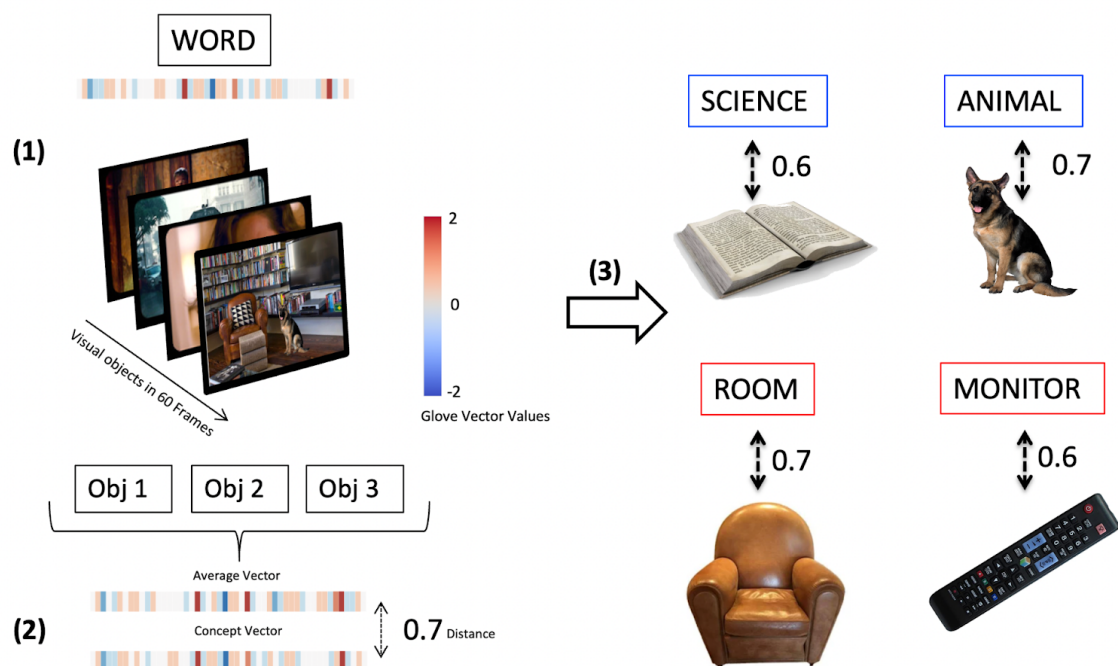 WORD
(1)
Visual objects in 60 Frames
2
0
-2
Glove Vector Values
Obj 1
Obj 2
Obj 3
Average Vector
(2)
Concept Vector
0.7 Distance
(3)
SCIENCE
0.6
ANIMAL
0.7
ROOM
0.7
MONITOR
0.6